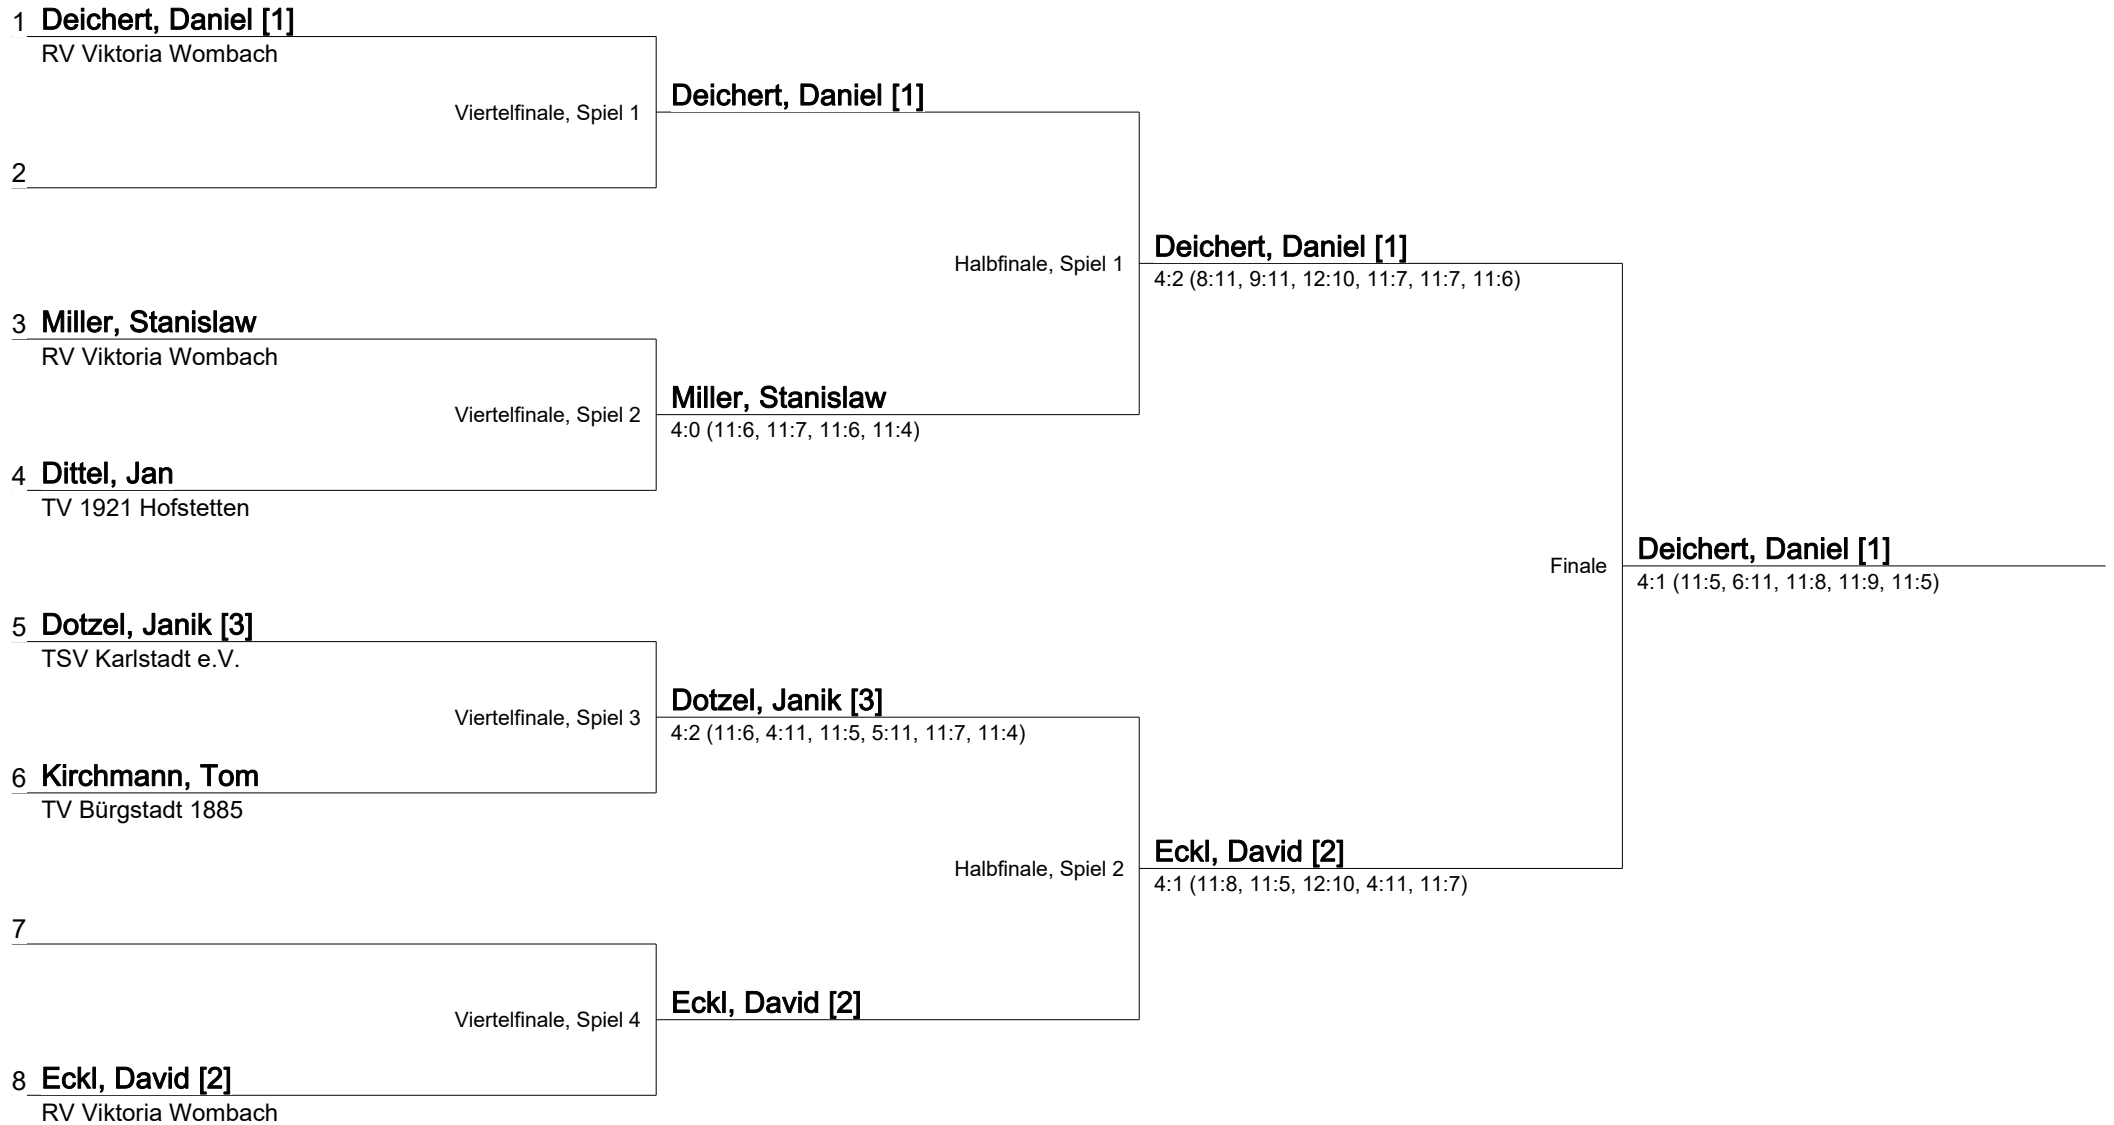 1 Deichert, Daniel [1]
RV Viktoria Wombach
Viertelfinale, Spiel 1
Deichert, Daniel [1]
2
Halbfinale, Spiel 1
Deichert, Daniel [1]
4:2 (8:11, 9:11, 12:10, 11:7, 11:7, 11:6)
3 Miller, Stanislaw
RV Viktoria Wombach
Viertelfinale, Spiel 2
Miller, Stanislaw
4:0 (11:6, 11:7, 11:6, 11:4)
4 Dittel, Jan
TV 1921 Hofstetten
Finale
Deichert, Daniel [1]
4:1 (11:5, 6:11, 11:8, 11:9, 11:5)
5 Dotzel, Janik [3]
TSV Karlstadt e.V.
Viertelfinale, Spiel 3
Dotzel, Janik [3]
4:2 (11:6, 4:11, 11:5, 5:11, 11:7, 11:4)
6 Kirchmann, Tom
TV Bürgstadt 1885
Halbfinale, Spiel 2
Eckl, David [2]
4:1 (11:8, 11:5, 12:10, 4:11, 11:7)
7
Viertelfinale, Spiel 4
Eckl, David [2]
8 Eckl, David [2]
RV Viktoria Wombach